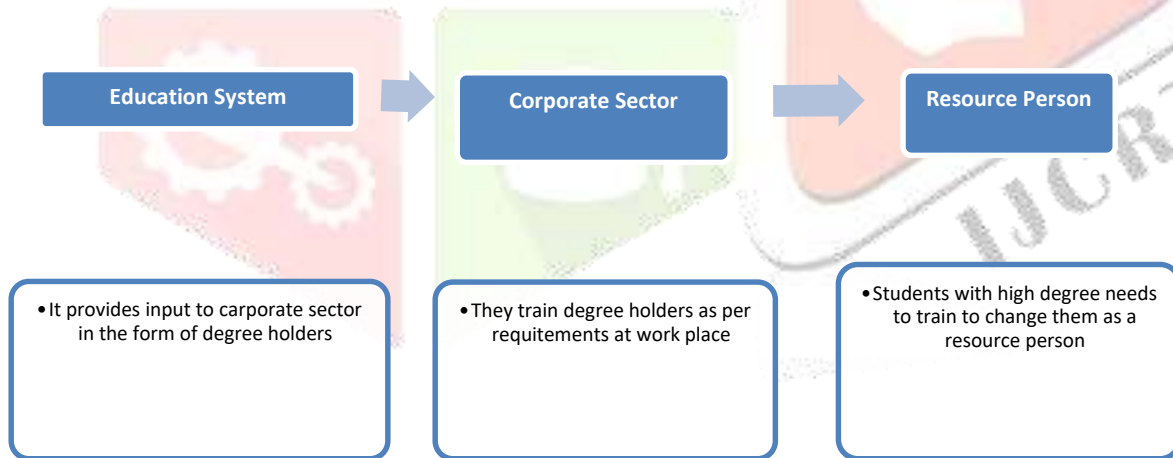 Education System
Corporate Sector
Resource Person
•It provides input to carporate sector
in the form of degree holders
•They train degree holders as per
requitements at work place
•Students with high degree needs
to train to change them as a
resource person
IJCR